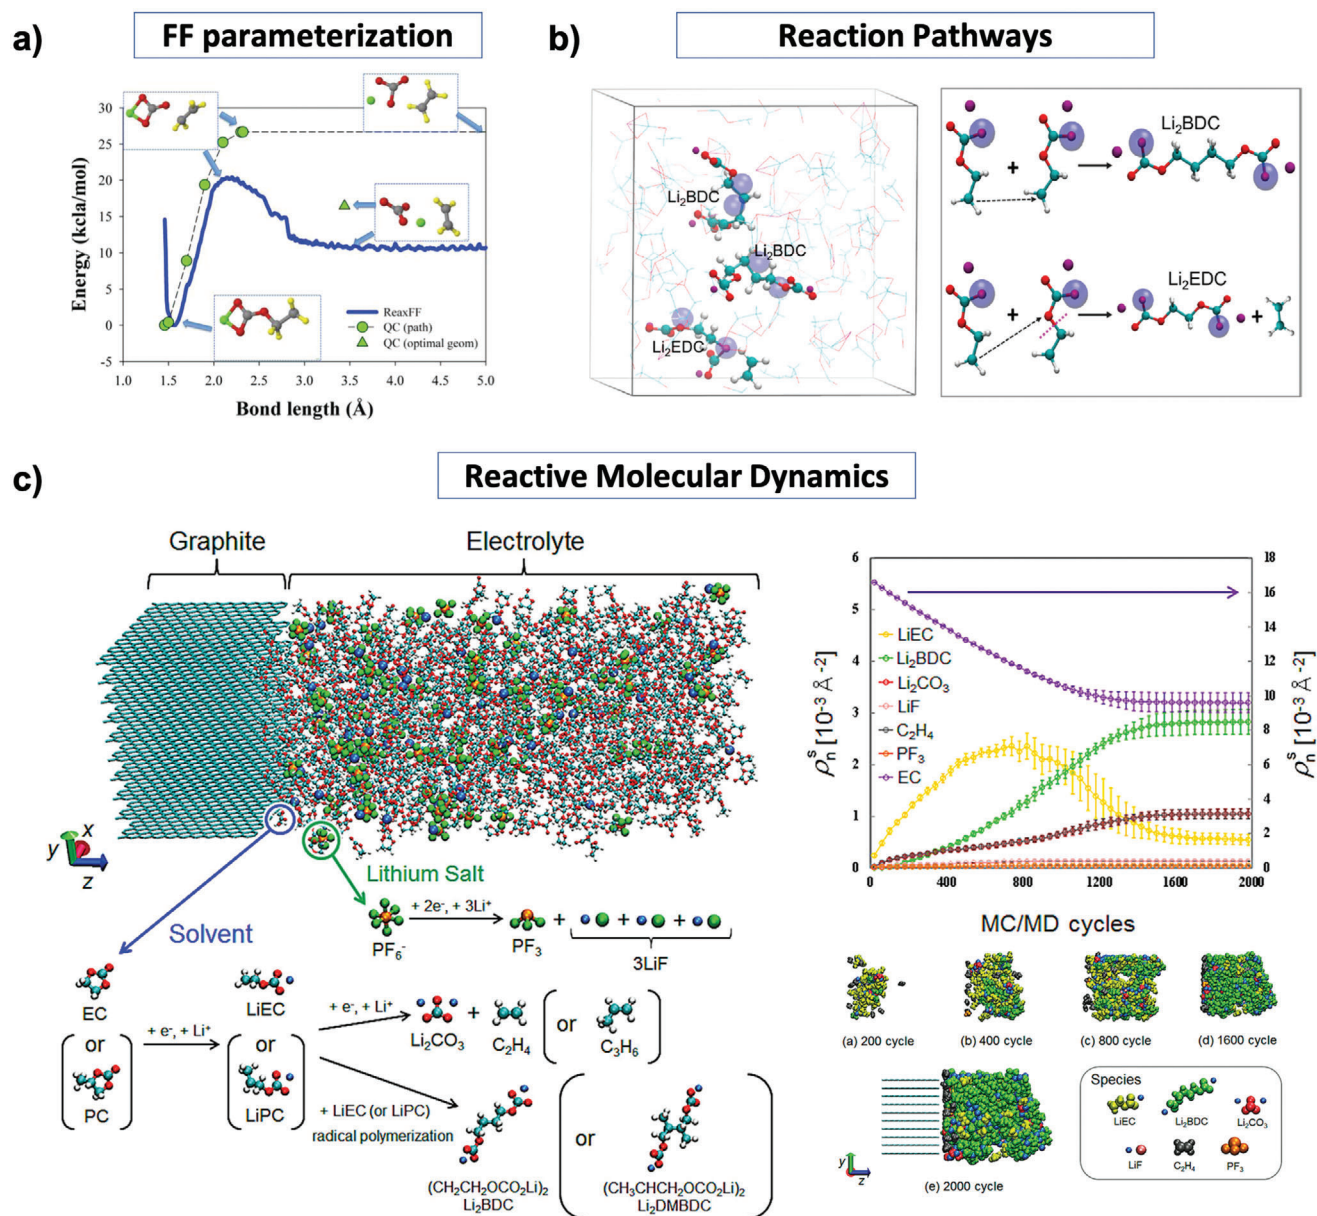 a)
FF parameterization
b)
Reaction Pathways
30
25
20
15
10
5
0
-5
Energy (kcla/mol)
ReaxFF
QC (path)
QC (optimal geom)
1.0 1.5 2.0 2.5 3.0 3.5 4.0 4.5 5.0
Bond length (Å)
Li₂BDC
Li₂BDC
Li₂EDC
+
Li₂BDC
+
Li₂EDC
+
c)
Reactive Molecular Dynamics
Graphite
Electrolyte
x
y
z
Lithium Salt
Solvent
PF₆⁻
+ 2e⁻, + 3Li⁺
PF₃
+ + +
3LiF
EC
or
PC
+ e⁻, + Li⁺
LiEC
or
LiPC
+ e⁻, + Li⁺
Li₂CO₃
+
C₂H₄
or
C₃H₆
+ LiEC (or LiPC)
radical polymerization
(CH₂CH₂OCO₂Li)₂
Li₂BDC
or
(CH₃CHCH₂OCO₂Li)₂
Li₂DMBDC
6
5
4
3
2
1
0
ρₙˢ [10⁻³ Å⁻²]
LiEC
Li₂BDC
Li₂CO₃
LiF
C₂H₄
PF₃
EC
18
16
14
12
10
8
6
4
2
0
ρₙˢ [10⁻³ Å⁻²]
0 400 800 1200 1600 2000
MC/MD cycles
(a) 200 cycle
(b) 400 cycle
(c) 800 cycle
(d) 1600 cycle
y
z
(e) 2000 cycle
Species
LiEC
Li₂BDC
Li₂CO₃
LiF
C₂H₄
PF₃